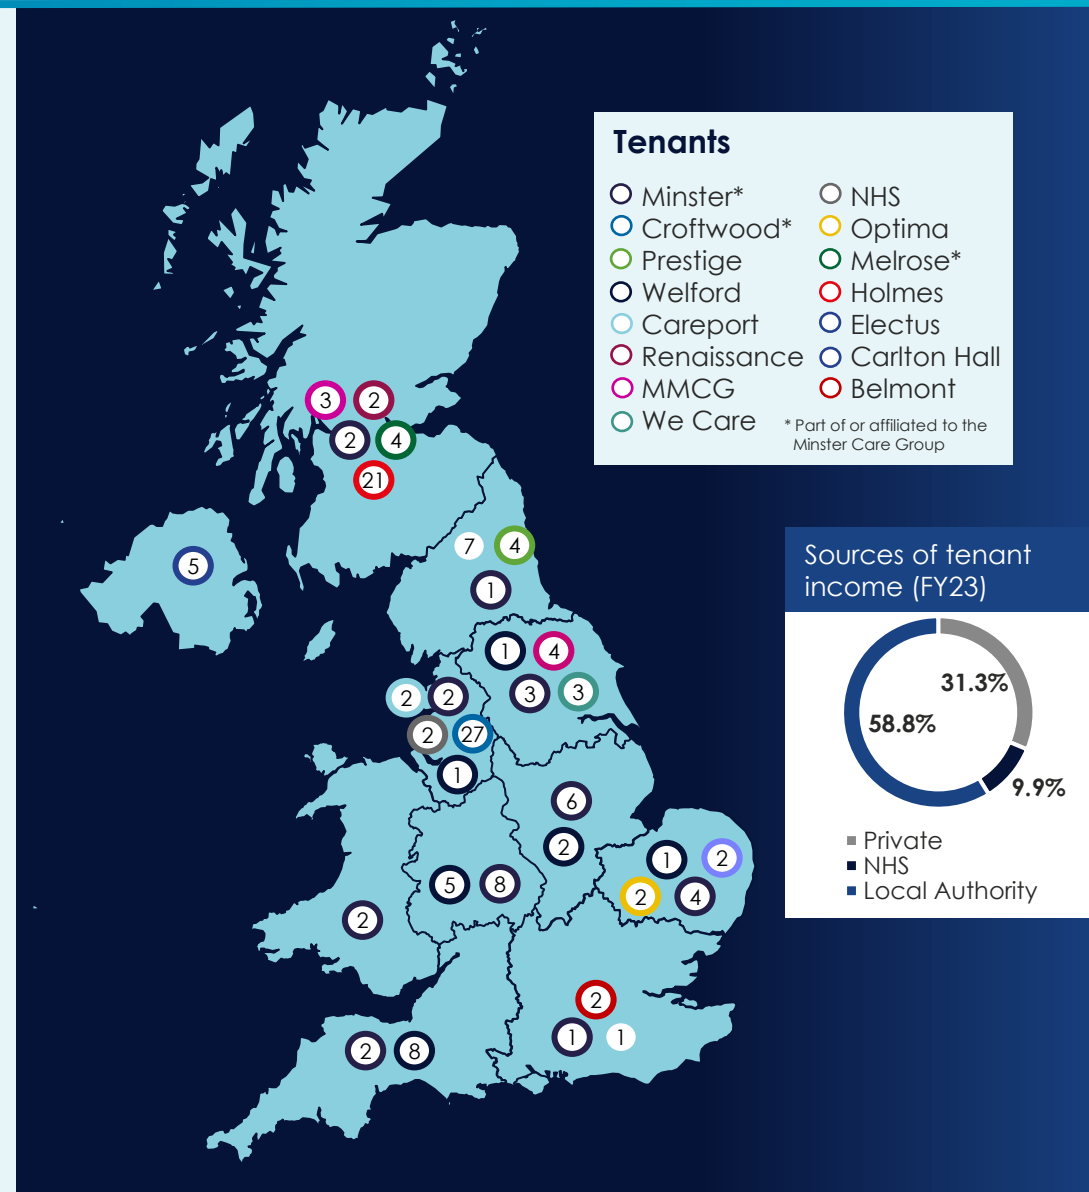 Tenants
Minster*
Croftwood*
Prestige
Welford
Careport
Renaissance
MMCG
We Care
NHS
Optima
Melrose*
Holmes
Electus
Carlton Hall
Belmont
* Part of or affiliated to the
Minster Care Group
3 2
2 4
21
5
7 4
1
1 4
3 3
2 2
2 27
1
6
2
1 2
2 4
5 8
2
2
1 1
2 8
Sources of tenant
income (FY23)
31.3%
58.8%
9.9%
Private
NHS
Local Authority